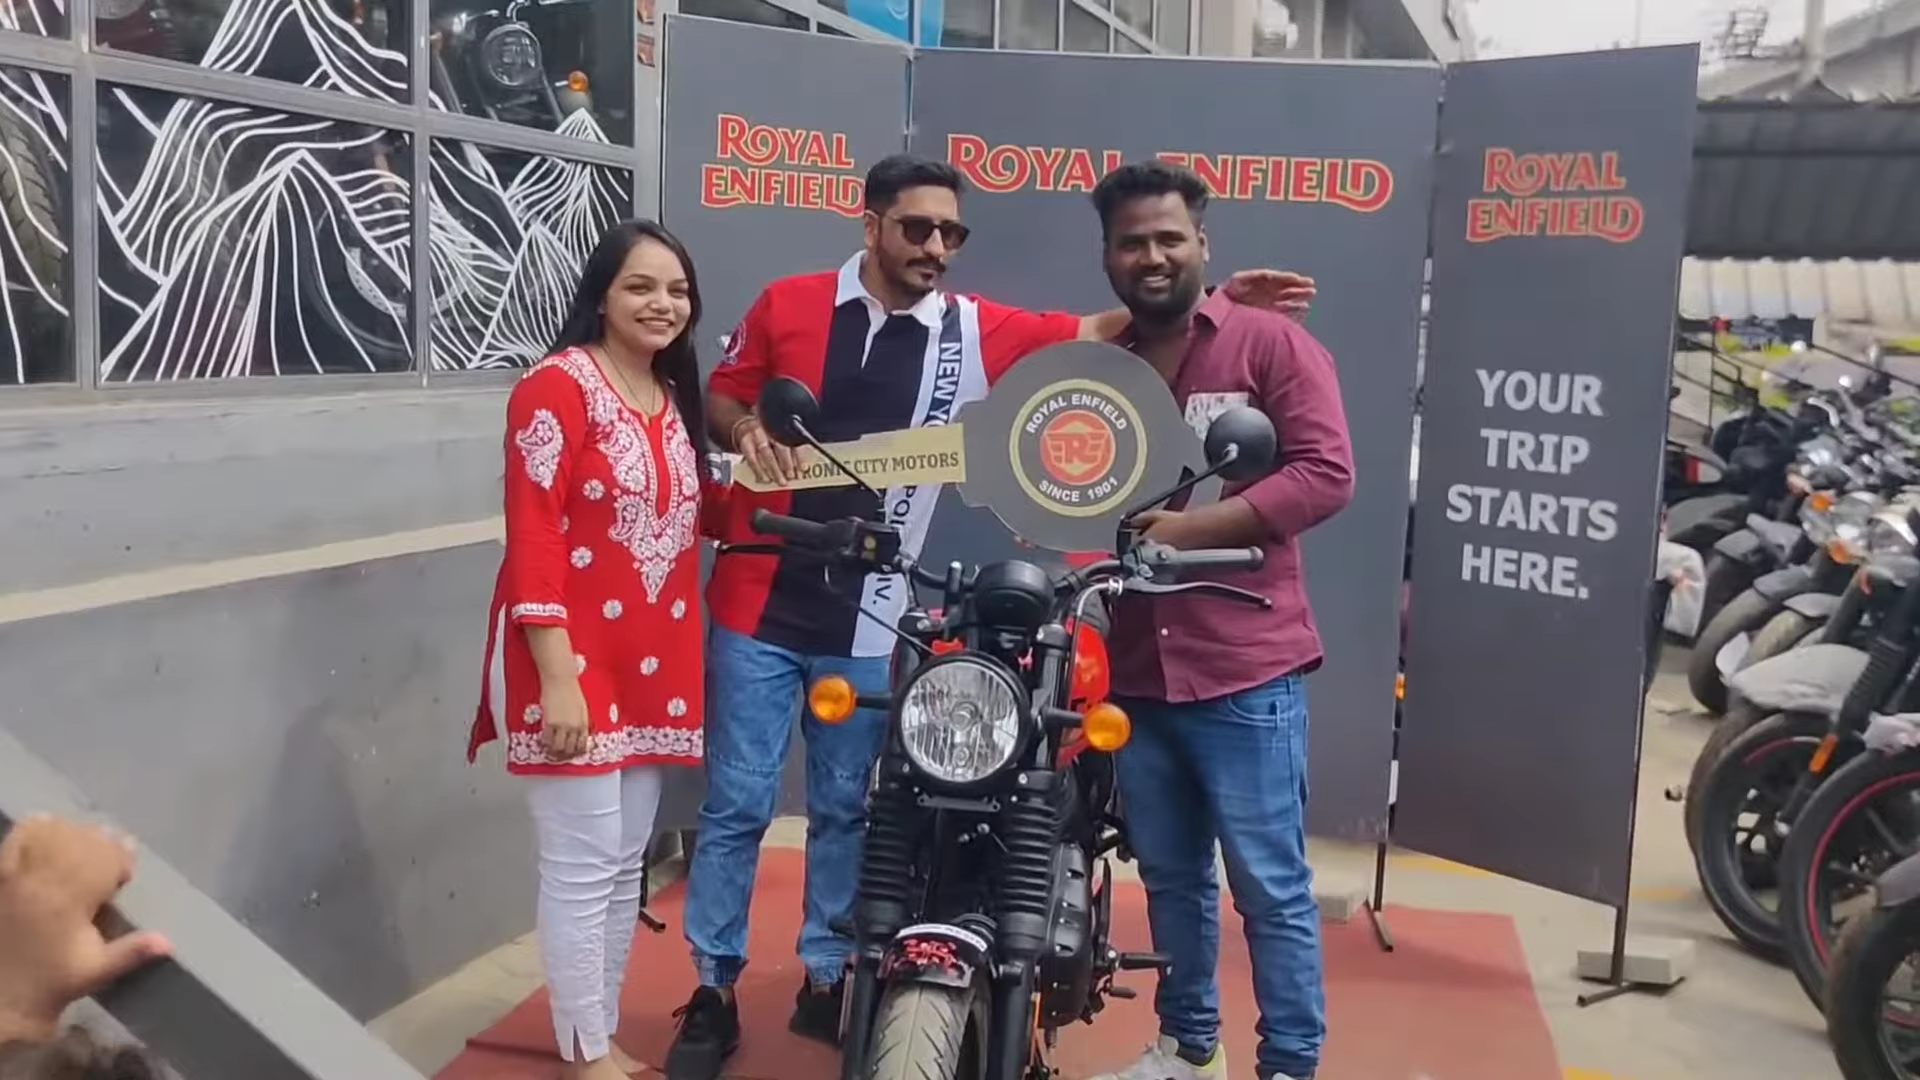 ROYAL
ENFIELD
ROYAL ENFIELD
ROYAL
ENFIELD
YOUR
TRIP
STARTS
HERE.
ROYAL ENFIELD
SINCE 1901
CITY MOTORS
NEW